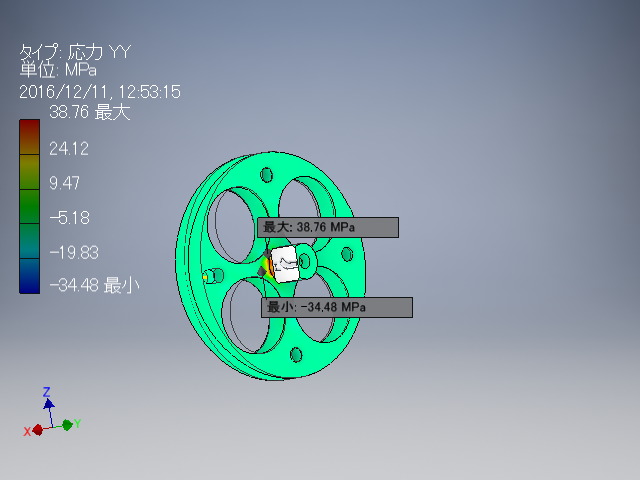 タイプ: 応力 YY
単位: MPa
2016/12/11, 12:53:15
38.76 最大
24.12
9.47
-5.18
-19.83
-34.48 最小
最大: 38.76 MPa
最小: -34.48 MPa
Z
X
Y